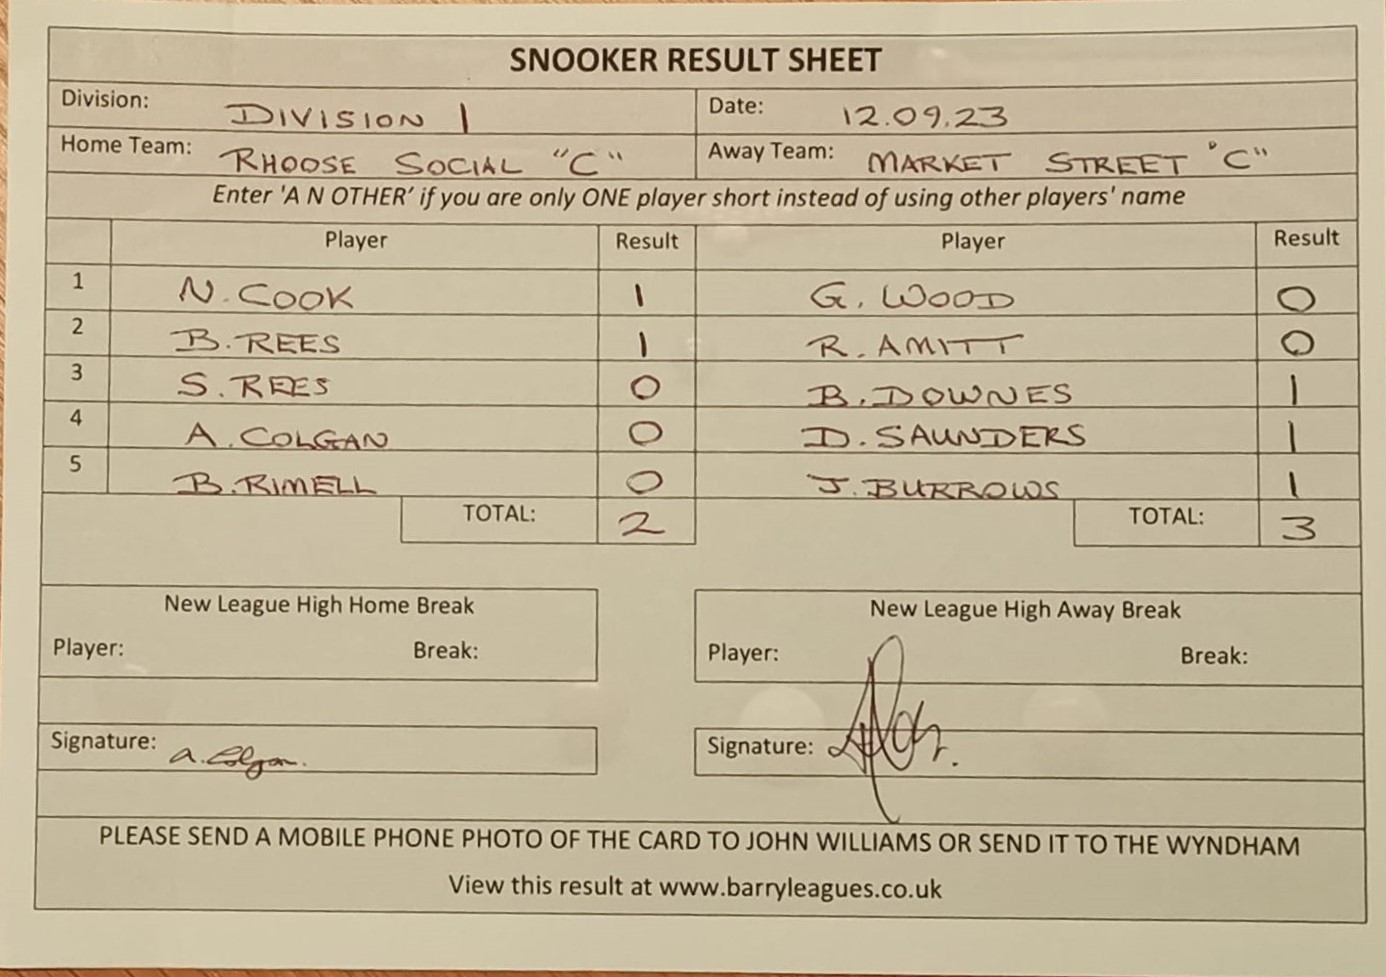 SNOOKER RESULT SHEET
Division: DIVISION 1 Date: 12.09.23
Home Team: RHOOSE SOCIAL "C" Away Team: MARKET STREET "C"
Enter 'A N OTHER' if you are only ONE player short instead of using other players' name
Player Result Player Result
1 N. COOK 1 G. WOOD 0
2 B. REES 1 R. AMITT 0
3 S. REES 0 B. DOWNES 1
4 A. COLGAN 0 D. SAUNDERS 1
5 B. RIMELL 0 J. BURROWS 1
TOTAL: 2 TOTAL: 3
New League High Home Break New League High Away Break
Player: Break: Player: Break:
Signature: a. Colgan. Signature:
PLEASE SEND A MOBILE PHONE PHOTO OF THE CARD TO JOHN WILLIAMS OR SEND IT TO THE WYNDHAM
View this result at www.barryleagues.co.uk